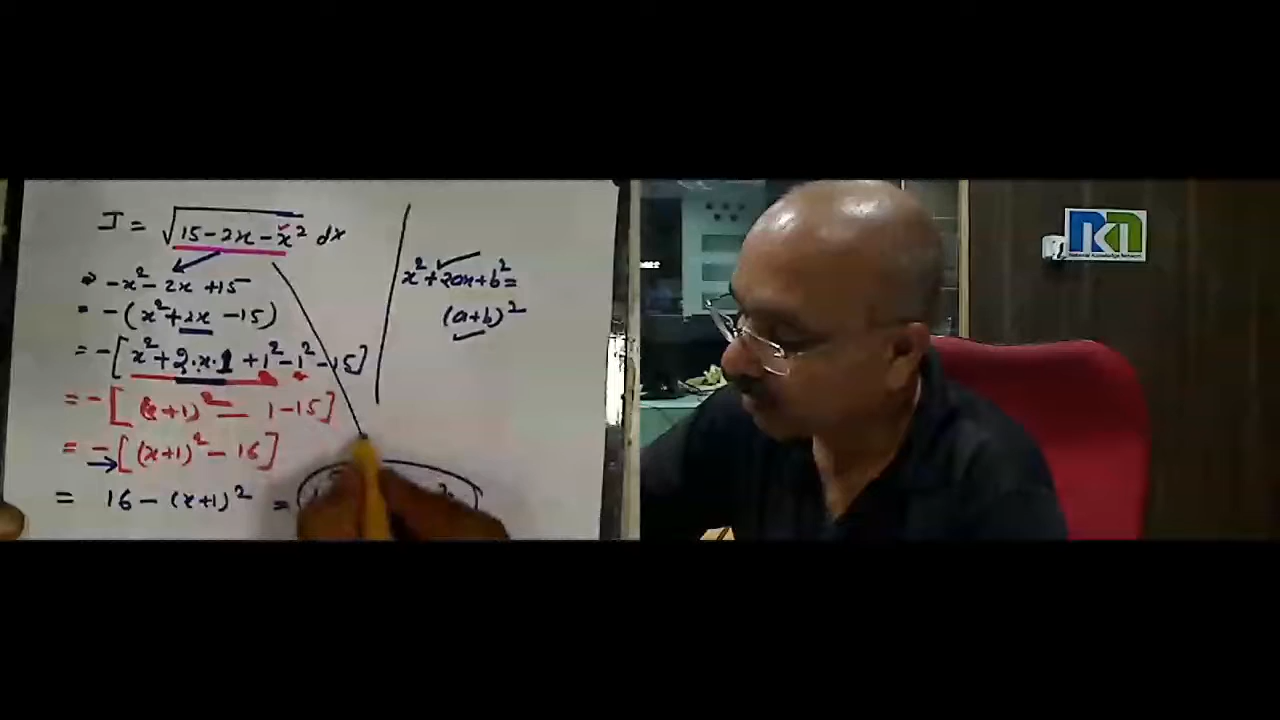 I = √15-2x-x² dx
⇒ -x²-2x+15
= -(x²+2x-15)
= -[x²+2·x·1+1²-1²-15]
= -[(x+1)²-1-15]
= -[(x+1)²-16]
= 16-(x+1)² =
x²+2ax+b²=
(a+b)²